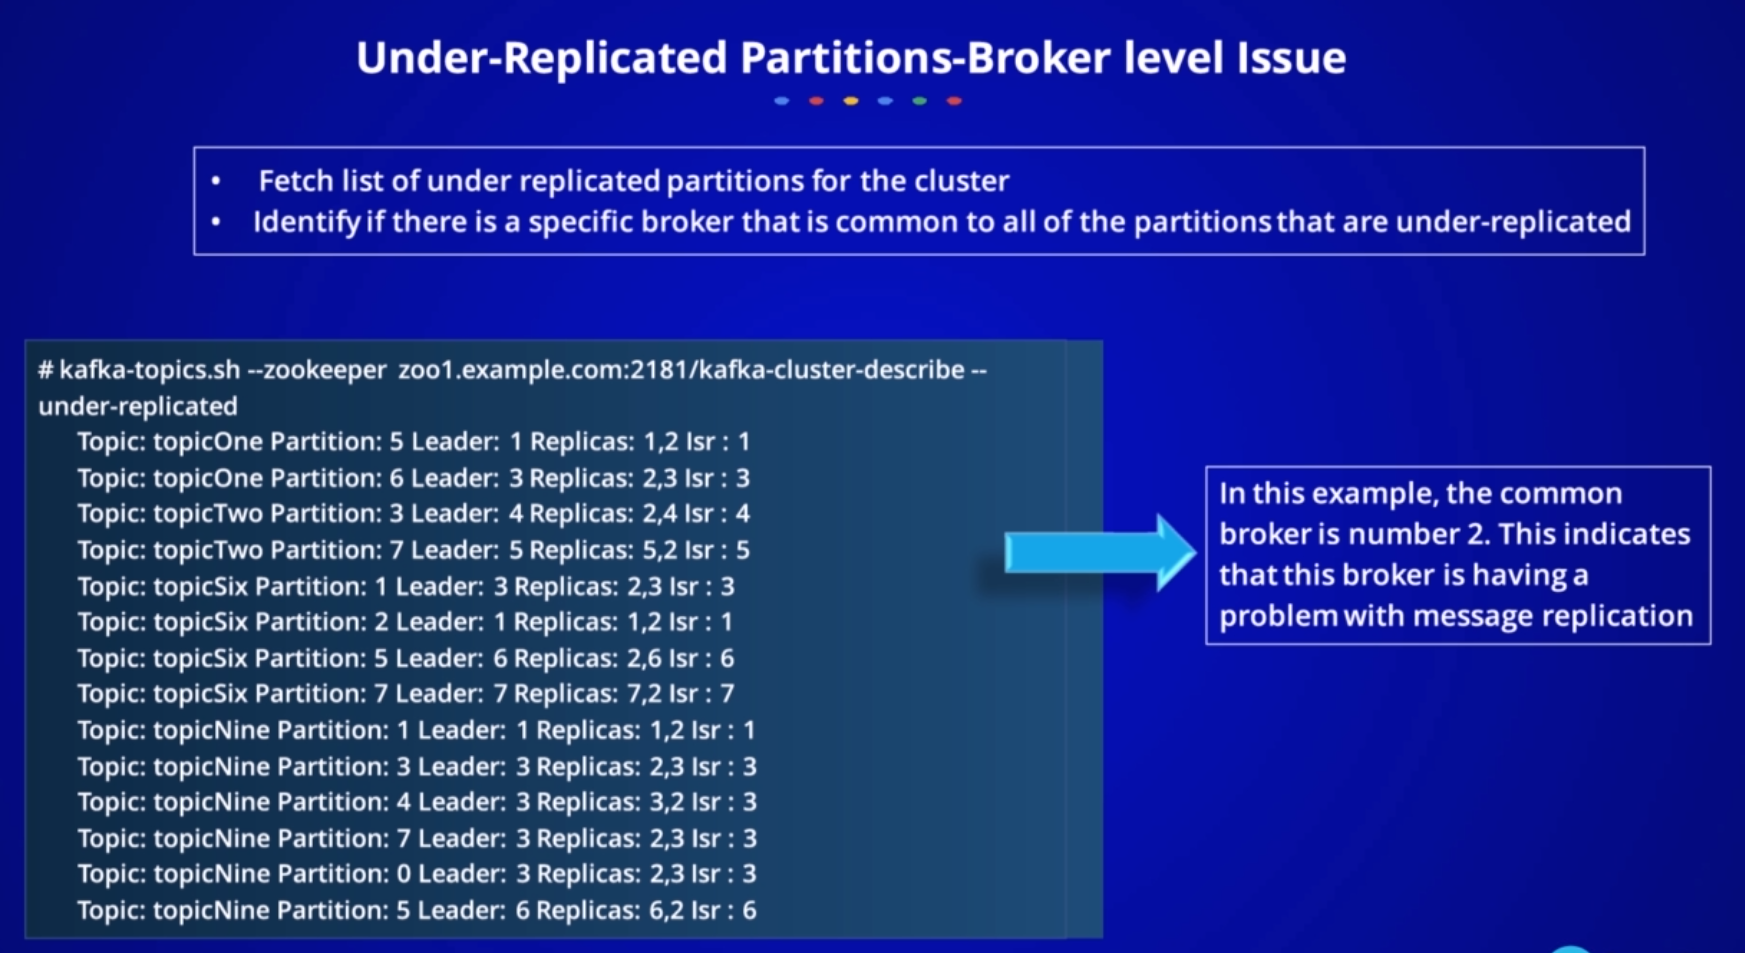 Under-Replicated Partitions-Broker level Issue
• Fetch list of under replicated partitions for the cluster
• Identify if there is a specific broker that is common to all of the partitions that are under-replicated
# kafka-topics.sh --zookeeper zoo1.example.com:2181/kafka-cluster-describe --
under-replicated
Topic: topicOne Partition: 5 Leader: 1 Replicas: 1,2 Isr : 1
Topic: topicOne Partition: 6 Leader: 3 Replicas: 2,3 Isr : 3
Topic: topicTwo Partition: 3 Leader: 4 Replicas: 2,4 Isr : 4
Topic: topicTwo Partition: 7 Leader: 5 Replicas: 5,2 Isr : 5
Topic: topicSix Partition: 1 Leader: 3 Replicas: 2,3 Isr : 3
Topic: topicSix Partition: 2 Leader: 1 Replicas: 1,2 Isr : 1
Topic: topicSix Partition: 5 Leader: 6 Replicas: 2,6 Isr : 6
Topic: topicSix Partition: 7 Leader: 7 Replicas: 7,2 Isr : 7
Topic: topicNine Partition: 1 Leader: 1 Replicas: 1,2 Isr : 1
Topic: topicNine Partition: 3 Leader: 3 Replicas: 2,3 Isr : 3
Topic: topicNine Partition: 4 Leader: 3 Replicas: 3,2 Isr : 3
Topic: topicNine Partition: 7 Leader: 3 Replicas: 2,3 Isr : 3
Topic: topicNine Partition: 0 Leader: 3 Replicas: 2,3 Isr : 3
Topic: topicNine Partition: 5 Leader: 6 Replicas: 6,2 Isr : 6
In this example, the common
broker is number 2. This indicates
that this broker is having a
problem with message replication